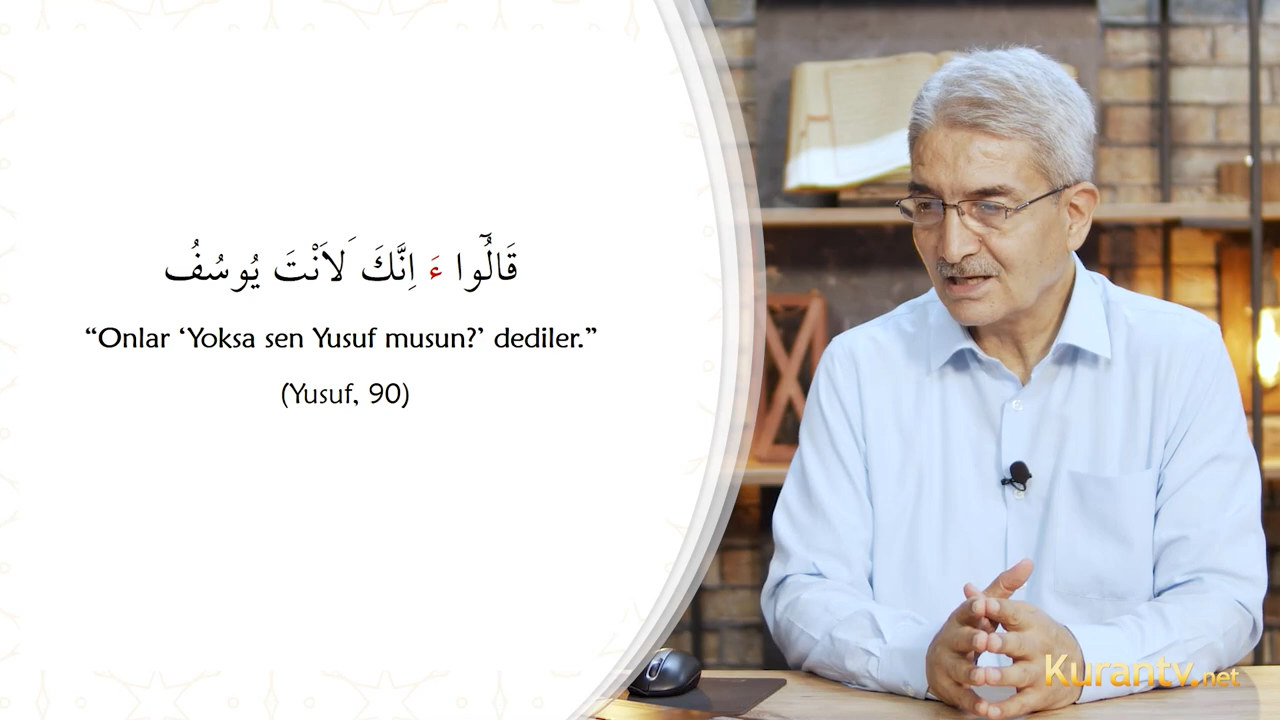 قَالُٓوا ءَ اِنَّكَ لَاَنْتَ يُوسُفُ
“Onlar ‘Yoksa sen Yusuf musun?’ dediler.”
(Yusuf, 90)
Kurantv.net